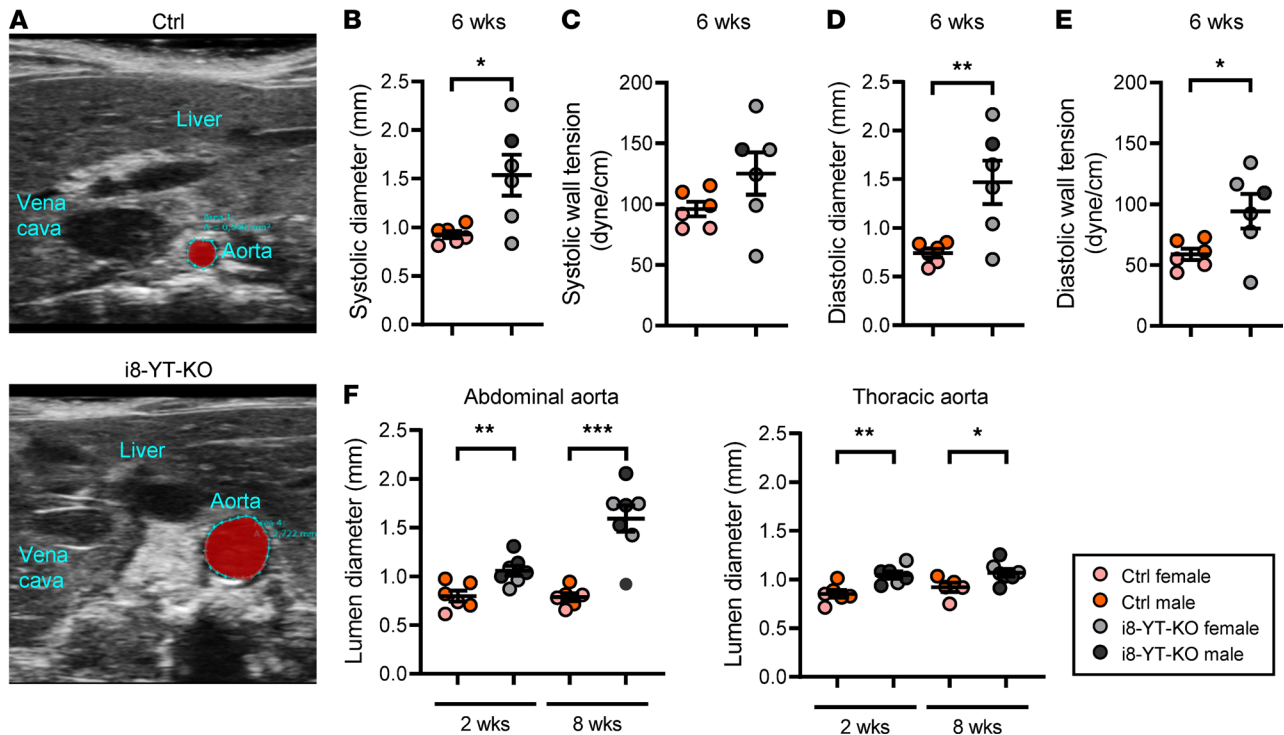 A
Ctrl
Liver
Vena
cava
Aorta
i8-YT-KO
Liver
Aorta
Vena
cava
B
6 wks
*
Systolic diameter (mm)
2.5
2.0
1.5
1.0
0.5
0.0
C
6 wks
Systolic wall tension
(dyne/cm)
200
150
100
50
0
D
6 wks
**
Diastolic diameter (mm)
2.5
2.0
1.5
1.0
0.5
0.0
E
6 wks
*
Diastolic wall tension
(dyne/cm)
200
150
100
50
0
F
Abdominal aorta
** ***
Lumen diameter (mm)
2.5
2.0
1.5
1.0
0.5
0.0
2 wks 8 wks
Thoracic aorta
** *
Lumen diameter (mm)
2.5
2.0
1.5
1.0
0.5
0.0
2 wks 8 wks
Ctrl female
Ctrl male
i8-YT-KO female
i8-YT-KO male